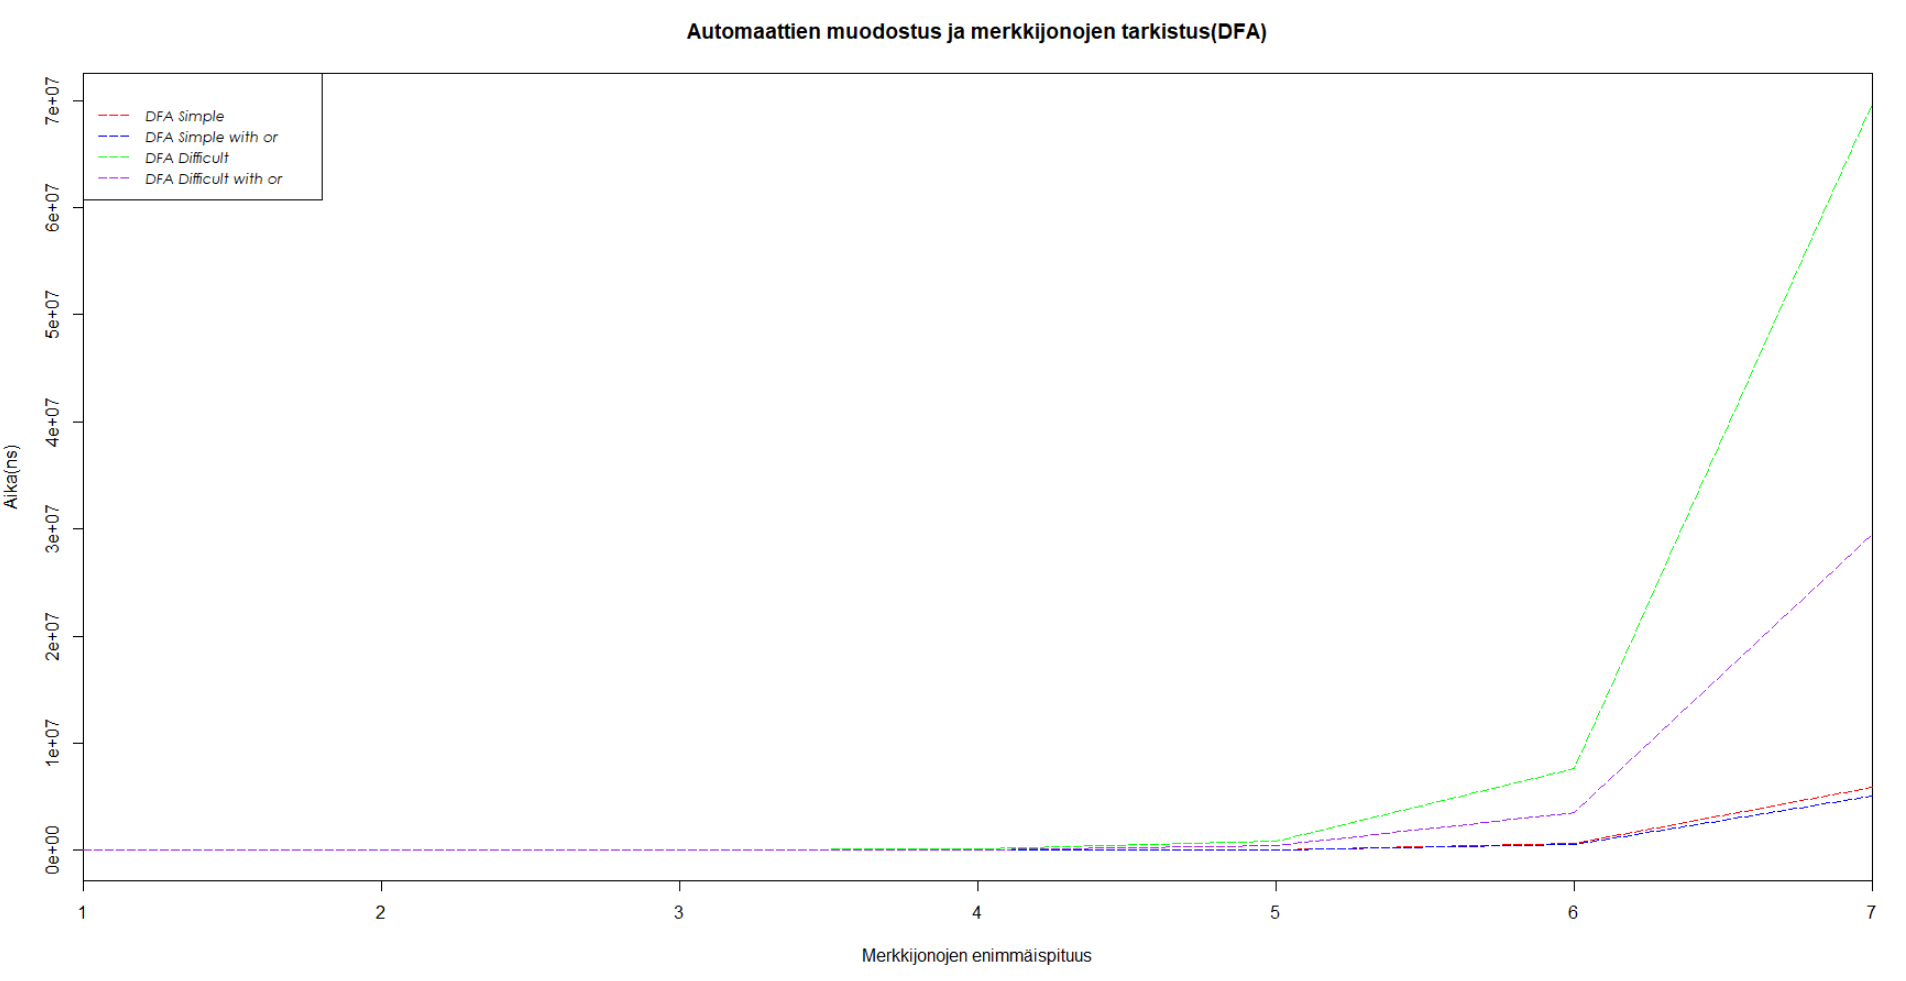 Automaattien muodostus ja merkkijonojen tarkistus(DFA)
DFA Simple
DFA Simple with or
DFA Difficult
DFA Difficult with or
Aika(ns)
7e+07
6e+07
5e+07
4e+07
3e+07
2e+07
1e+07
0e+00
1 2 3 4 5 6 7
Merkkijonojen enimmäispituus